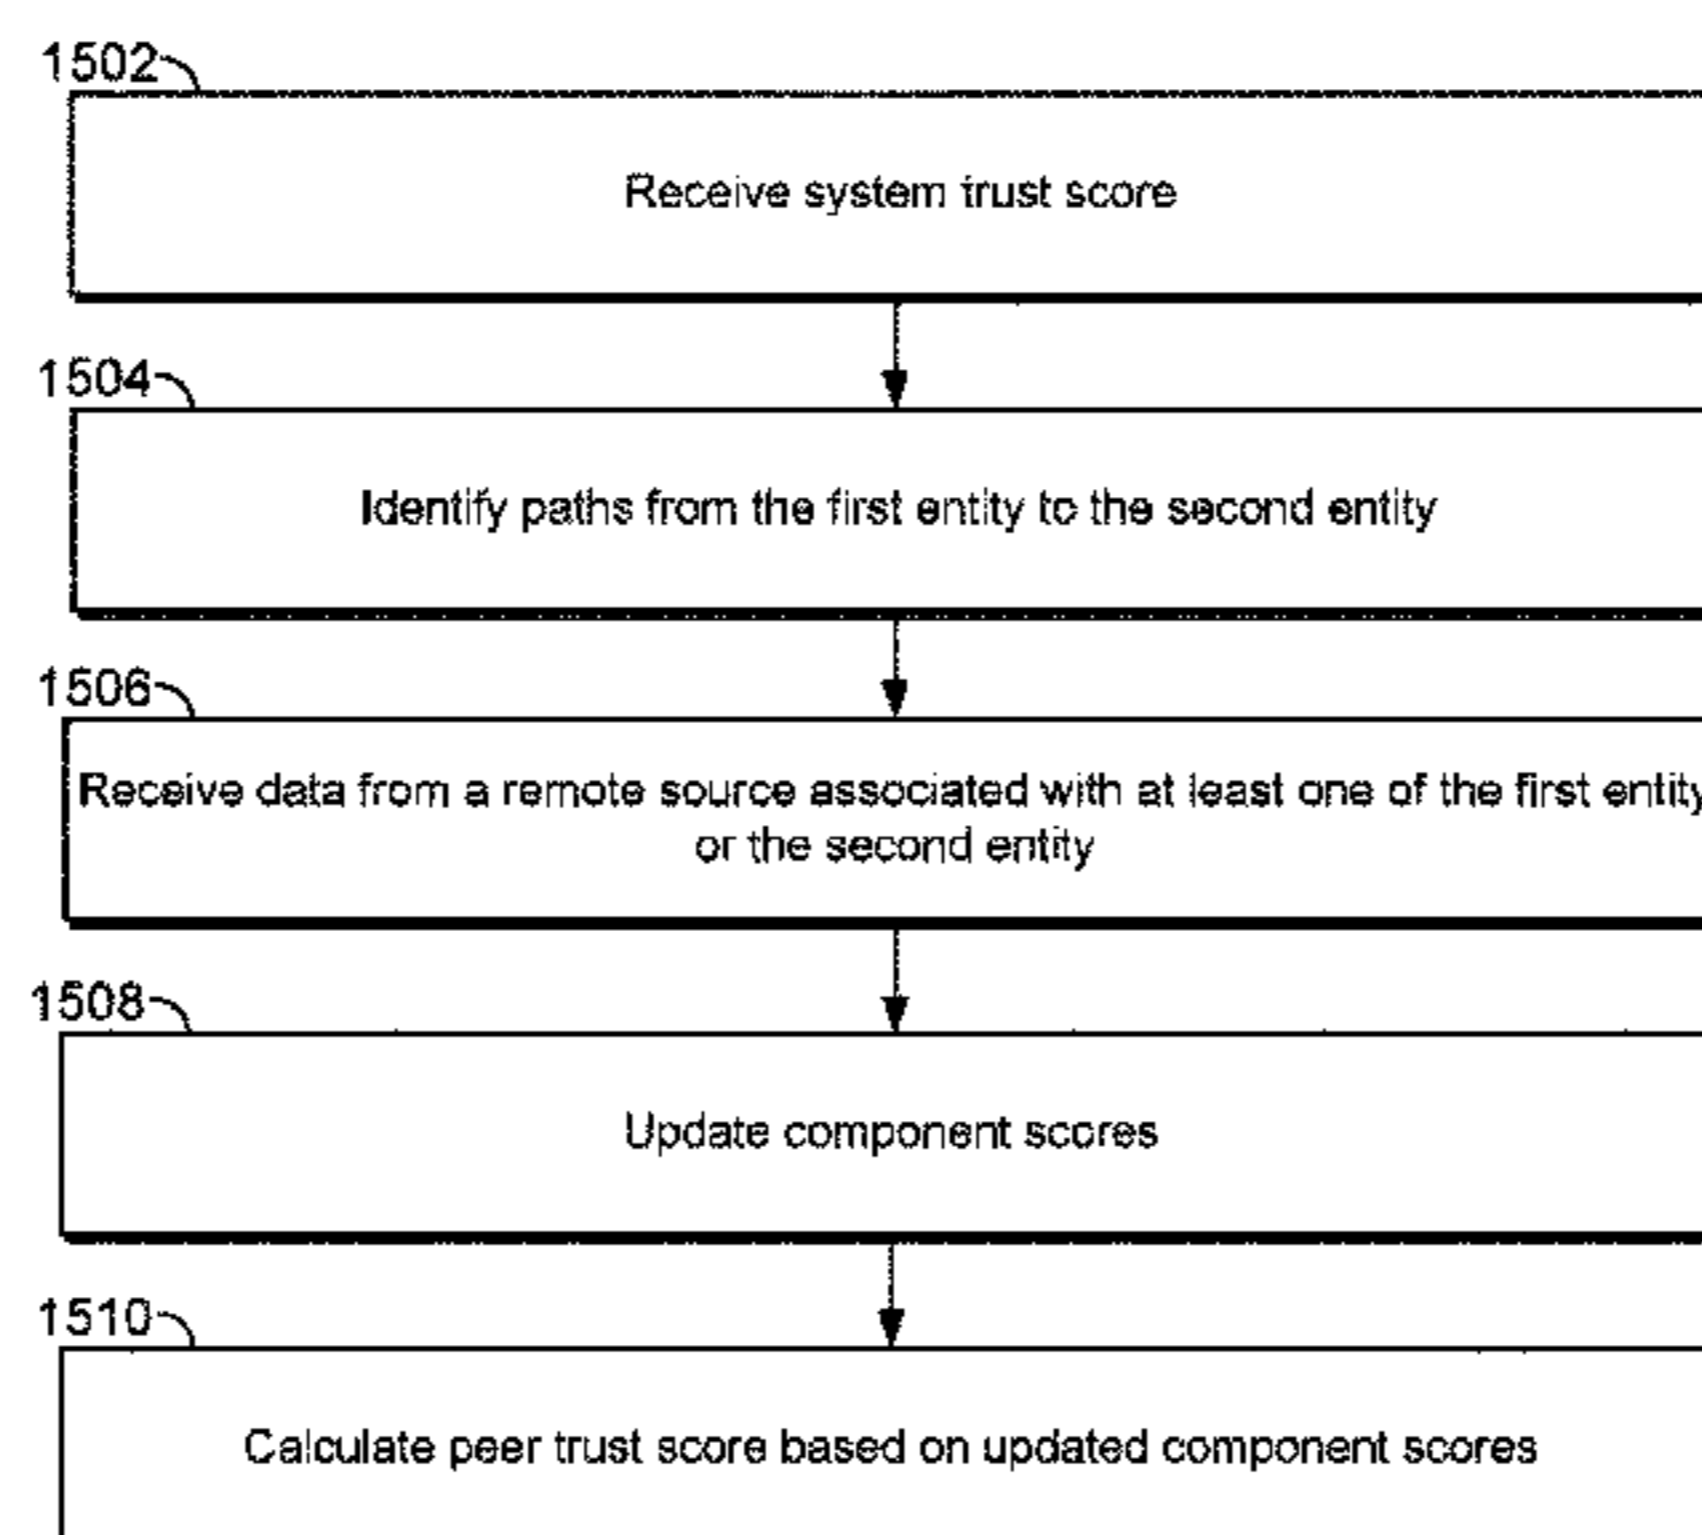 1502
Receive system trust score
1504
Identify paths from the first entity to the second entity
1506
Receive data from a remote source associated with at least one of the first entity
or the second entity
1508
Update component scores
1510
Calculate peer trust score based on updated component scores